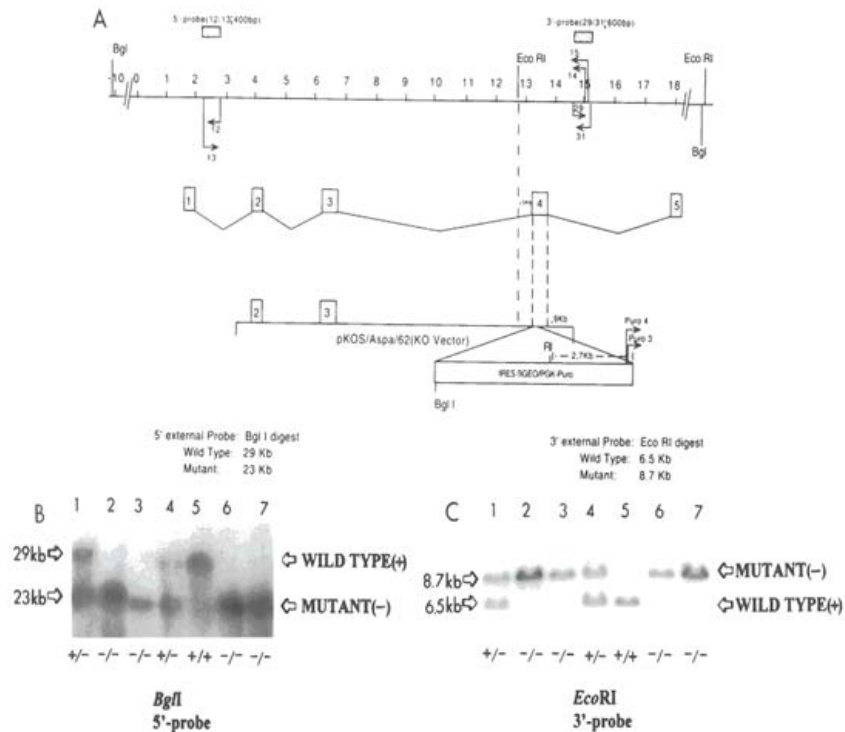 A
5' probe(12/13;400bp)
3'-probe(29/31;600bp)
Bgl
Eco RI
15
14
Eco RI
-10 0 1 2 3 4 5 6 7 8 9 10 11 12 13 14 15 16 17 18
12
13
29
31
Bgl
1 2 3 4 5
2 3
.9Kb
Puro 4
Puro 3
pKOS/Aspa/62(KO Vector)
RI
2.7Kb
IRES-BGEO/PGK-Puro
Bgl I
5' external Probe: Bgl I digest
Wild Type: 29 Kb
Mutant: 23 Kb
3' external Probe: Eco RI digest
Wild Type: 6.5 Kb
Mutant: 8.7 Kb
B
1 2 3 4 5 6 7
29kb
WILD TYPE(+)
23kb
MUTANT(-)
+/- -/- -/- +/- +/+ -/- -/-
BglI
5'-probe
C
1 2 3 4 5 6 7
8.7kb
MUTANT(-)
6.5kb
WILD TYPE(+)
+/- -/- -/- +/- +/+ -/- -/-
EcoRI
3'-probe